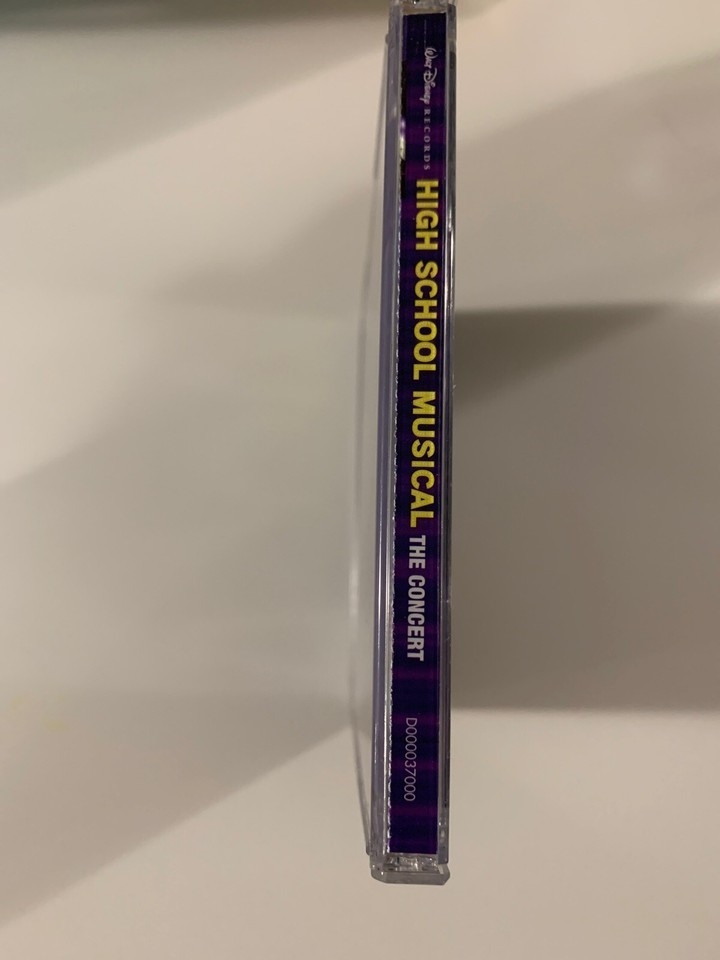 WALT DISNEY RECORDS HIGH SCHOOL MUSICAL THE CONCERT D000037000